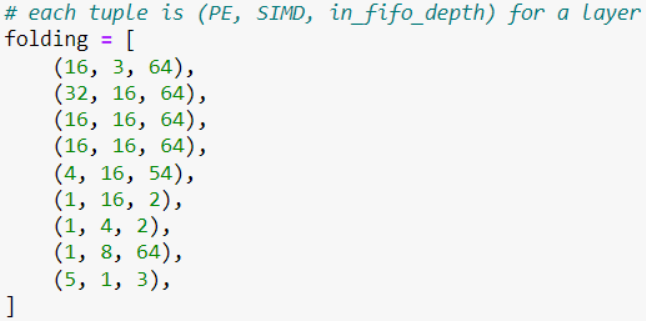 # each tuple is (PE, SIMD, in_fifo_depth) for a layer
folding = [
    (16, 3, 64),
    (32, 16, 64),
    (16, 16, 64),
    (16, 16, 64),
    (4, 16, 54),
    (1, 16, 2),
    (1, 4, 2),
    (1, 8, 64),
    (5, 1, 3),
]